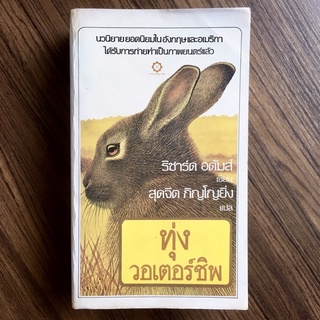 นวนิยายยอดนิยมในอังกฤษและอเมริกา
ได้รับการถ่ายทำเป็นภาพยนตร์แล้ว
ริชาร์ด อดัมส์
เขียน
สุดจิต ภิญโญยิ่ง
แปล
ทุ่ง
วอเตอร์ชิพ